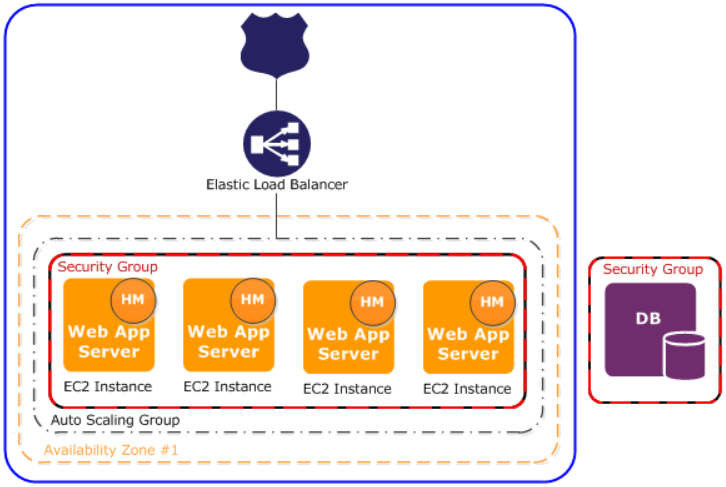 Elastic Load Balancer
Security Group
HM
Web App
Server
EC2 Instance
HM
Web App
Server
EC2 Instance
HM
Web App
Server
EC2 Instance
HM
Web App
Server
EC2 Instance
Auto Scaling Group
Availability Zone #1
Security Group
DB